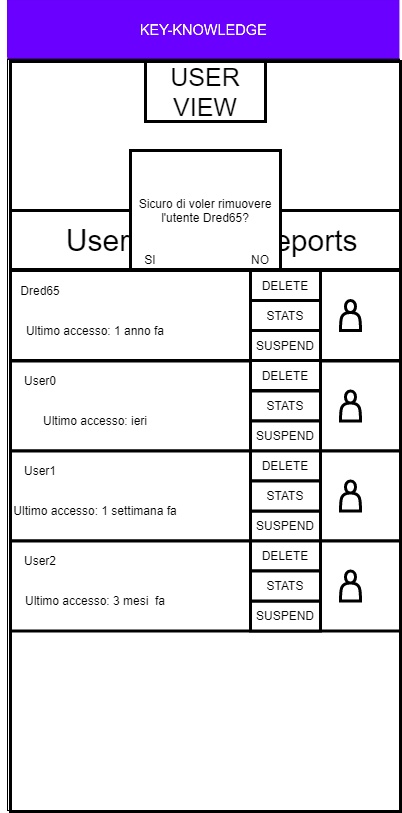 KEY-KNOWLEDGE
USER
VIEW
Sicuro di voler rimuovere
l'utente Dred65?
SI NO
User eports
Dred65
Ultimo accesso: 1 anno fa
DELETE
STATS
SUSPEND
User0
Ultimo accesso: ieri
DELETE
STATS
SUSPEND
User1
Ultimo accesso: 1 settimana fa
DELETE
STATS
SUSPEND
User2
Ultimo accesso: 3 mesi  fa
DELETE
STATS
SUSPEND